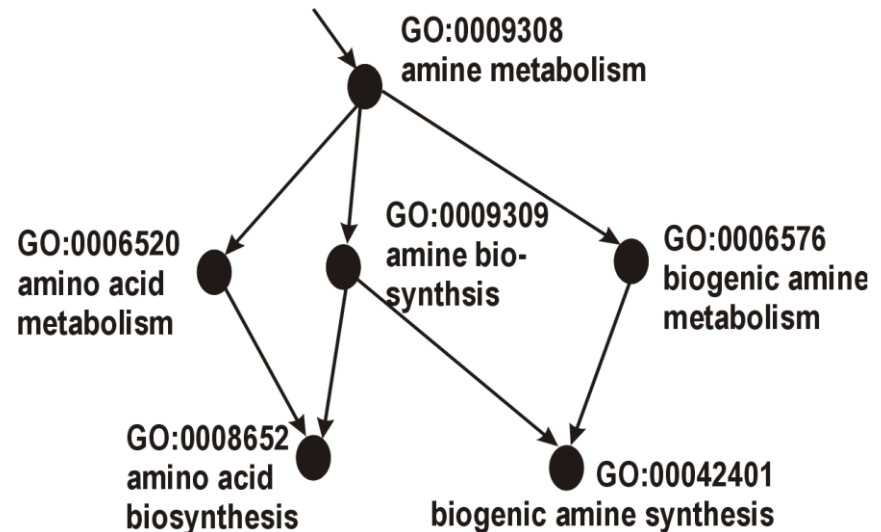 GO:0009308
amine metabolism
GO:0006520
amino acid
metabolism
GO:0009309
amine bio-
synthsis
GO:0006576
biogenic amine
metabolism
GO:0008652
amino acid
biosynthesis
GO:00042401
biogenic amine synthesis